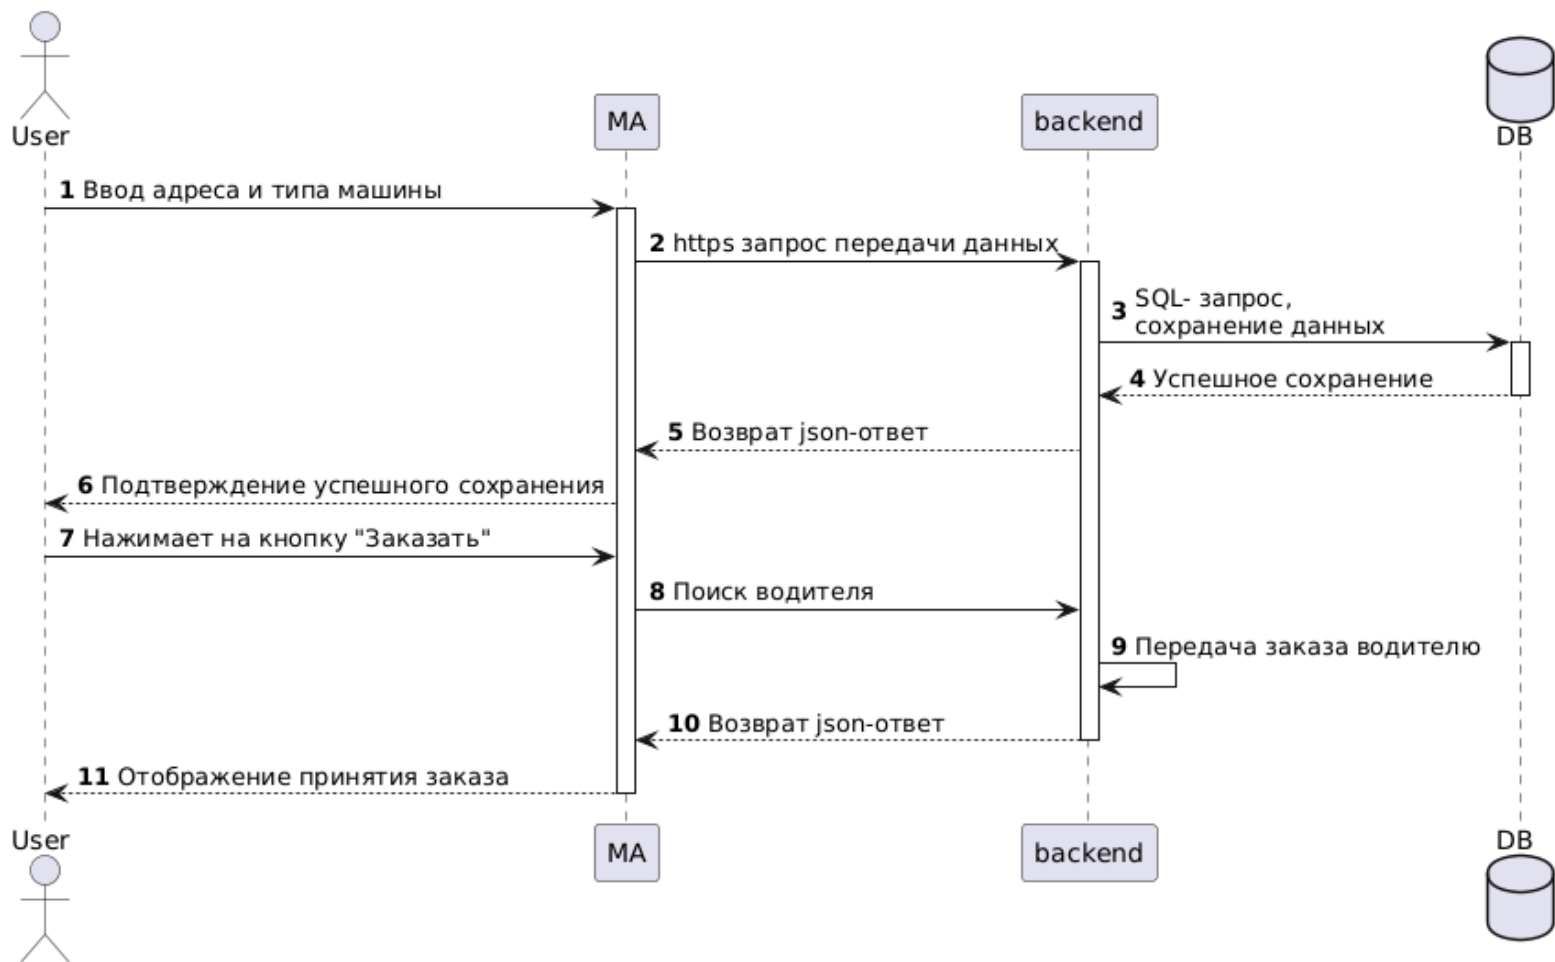 User
MA
backend
DB
1 Ввод адреса и типа машины
2 https запрос передачи данных
3 SQL- запрос,
сохранение данных
4 Успешное сохранение
5 Возврат json-ответ
6 Подтверждение успешного сохранения
7 Нажимает на кнопку "Заказать"
8 Поиск водителя
9 Передача заказа водителю
10 Возврат json-ответ
11 Отображение принятия заказа
User
MA
backend
DB